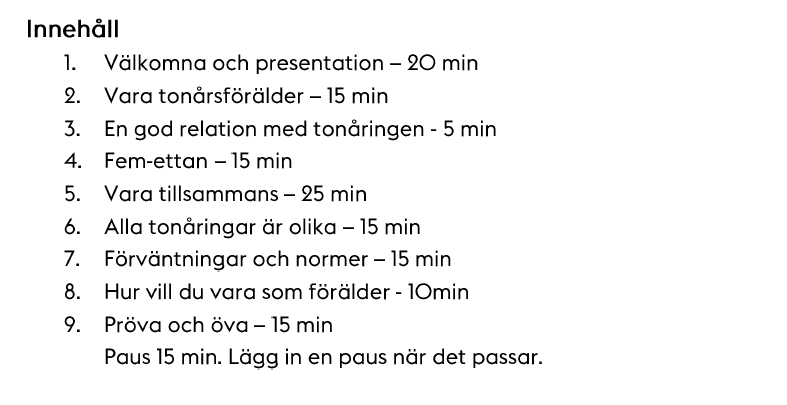 Innehåll
1. Välkomna och presentation – 20 min
2. Vara tonårsförälder – 15 min
3. En god relation med tonåringen - 5 min
4. Fem-ettan – 15 min
5. Vara tillsammans – 25 min
6. Alla tonåringar är olika – 15 min
7. Förväntningar och normer – 15 min
8. Hur vill du vara som förälder - 10min
9. Pröva och öva – 15 min
Paus 15 min. Lägg in en paus när det passar.